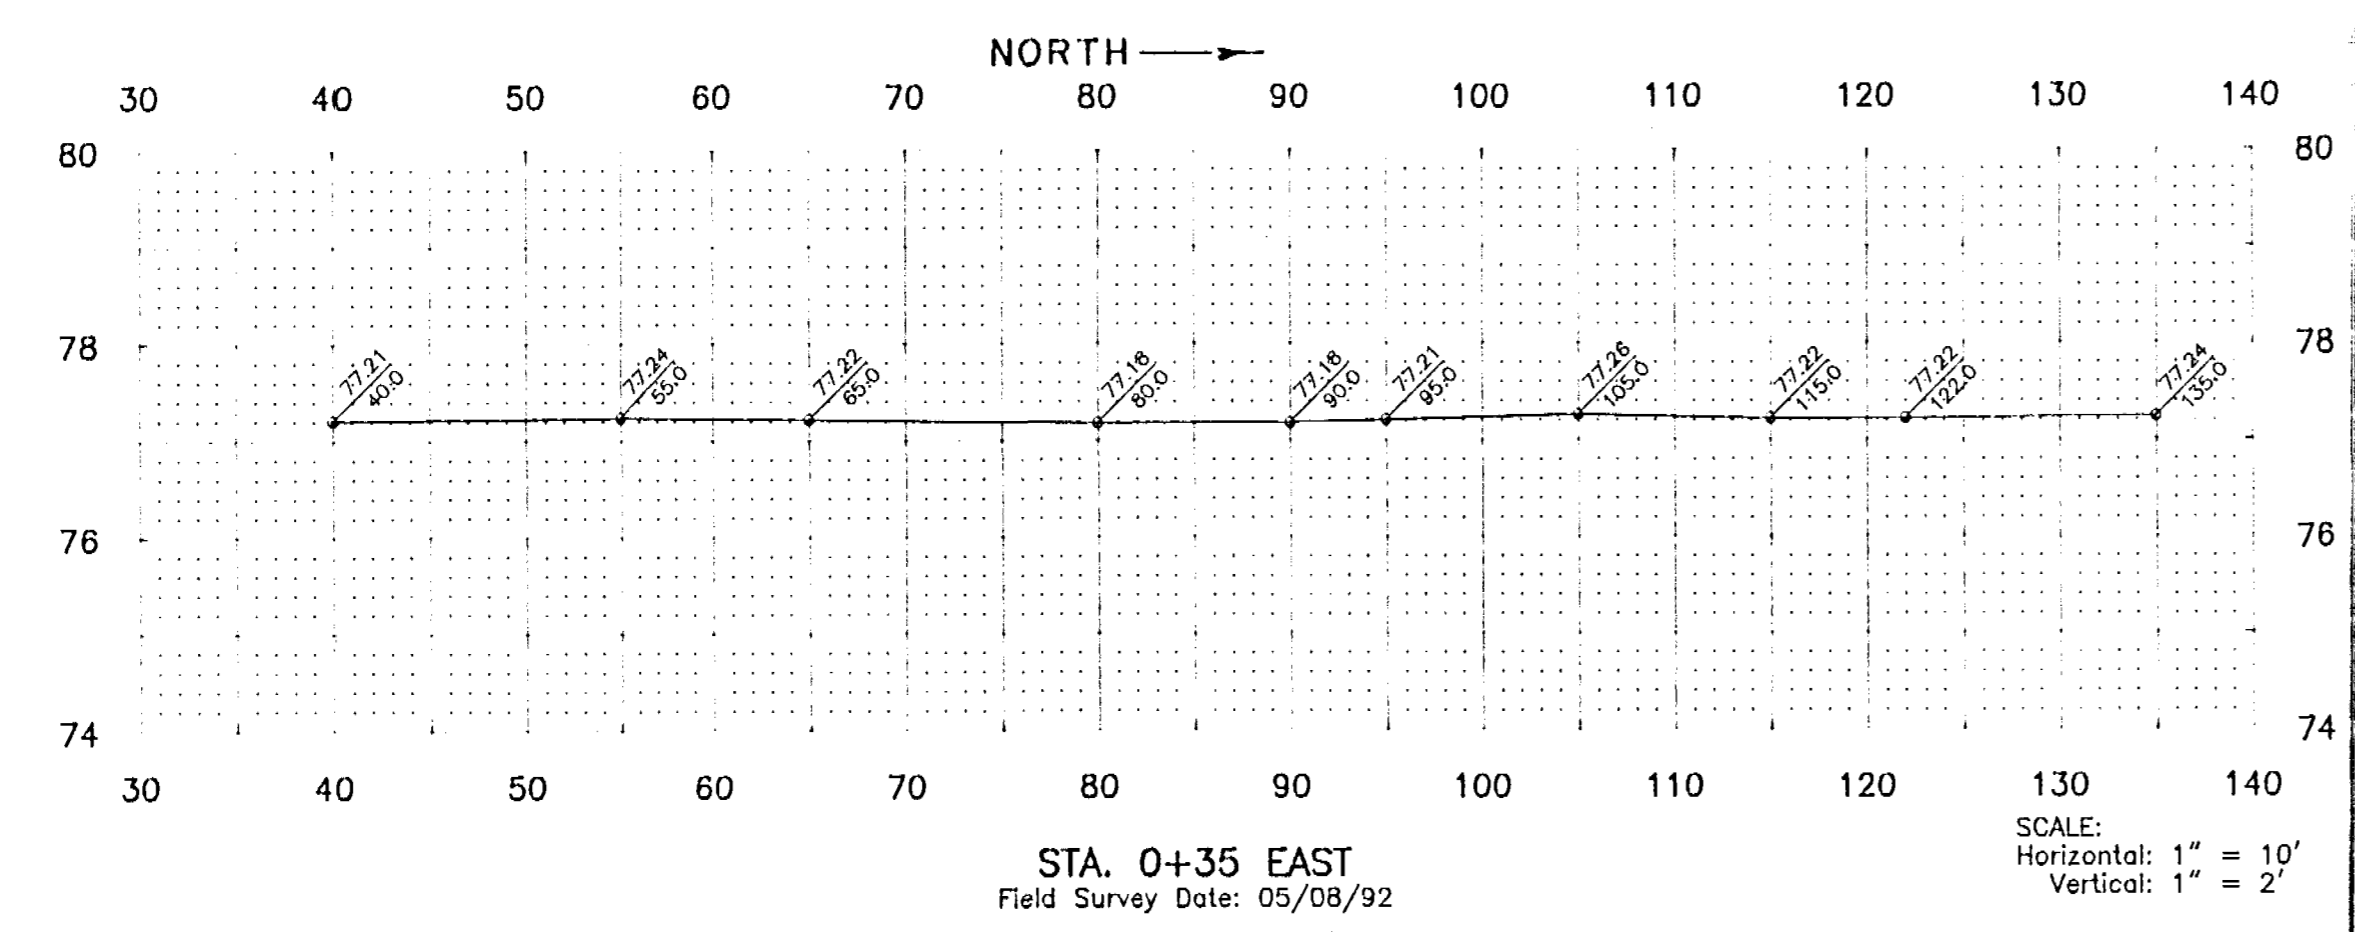 NORTH
30 40 50 60 70 80 90 100 110 120 130 140
80 80
78 78
77.21 77.24 77.22 77.18 77.18 77.21 77.26 77.22 77.22 77.24
40.0 55.0 65.0 80.0 90.0 95.0 105.0 115.0 122.0 135.0
76 76
74 74
30 40 50 60 70 80 90 100 110 120 130 140
SCALE:
Horizontal: 1" = 10'
Vertical: 1" = 2'
STA. 0+35 EAST
Field Survey Date: 05/08/92